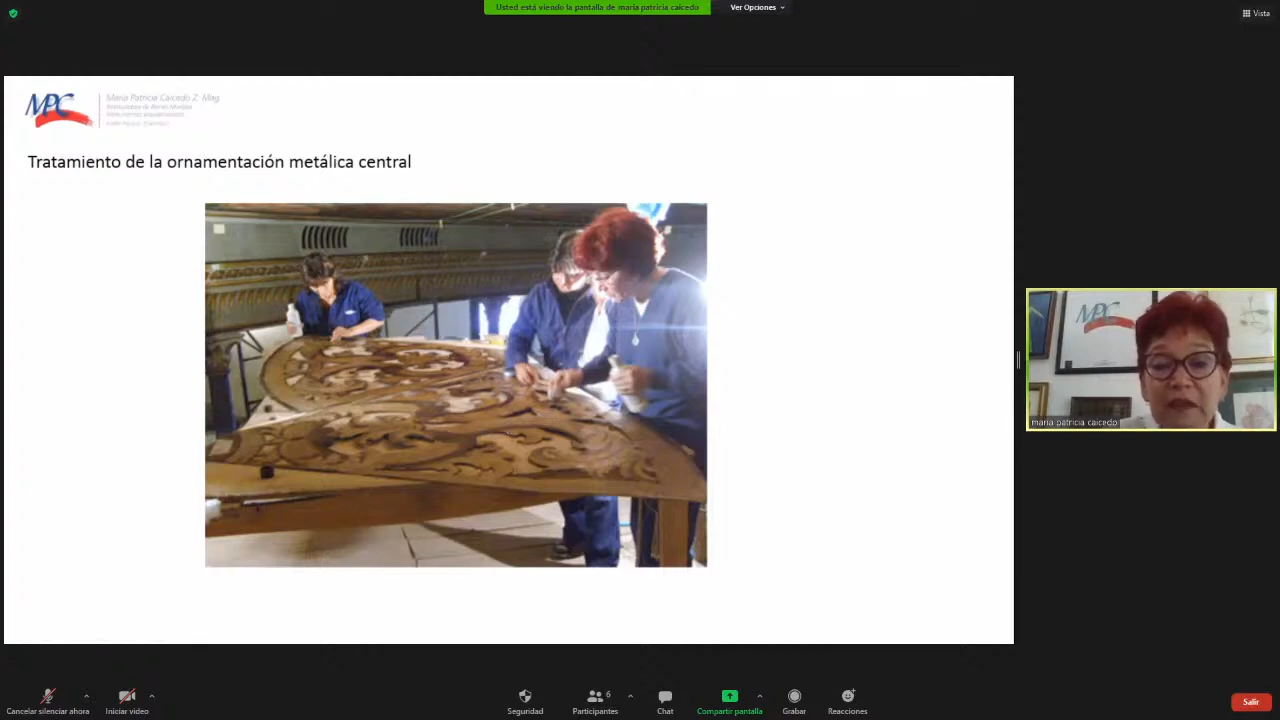 Usted está viendo la pantalla de maria patricia caicedo
Ver Opciones
Vista
MPC
Maria Patricia Caicedo Z. Mag
Tratamiento de la ornamentación metálica central
MPC
maria patricia caicedo
Cancelar silenciar ahora
Iniciar video
Seguridad
6
Participantes
Chat
Compartir pantalla
Grabar
Reacciones
Salir